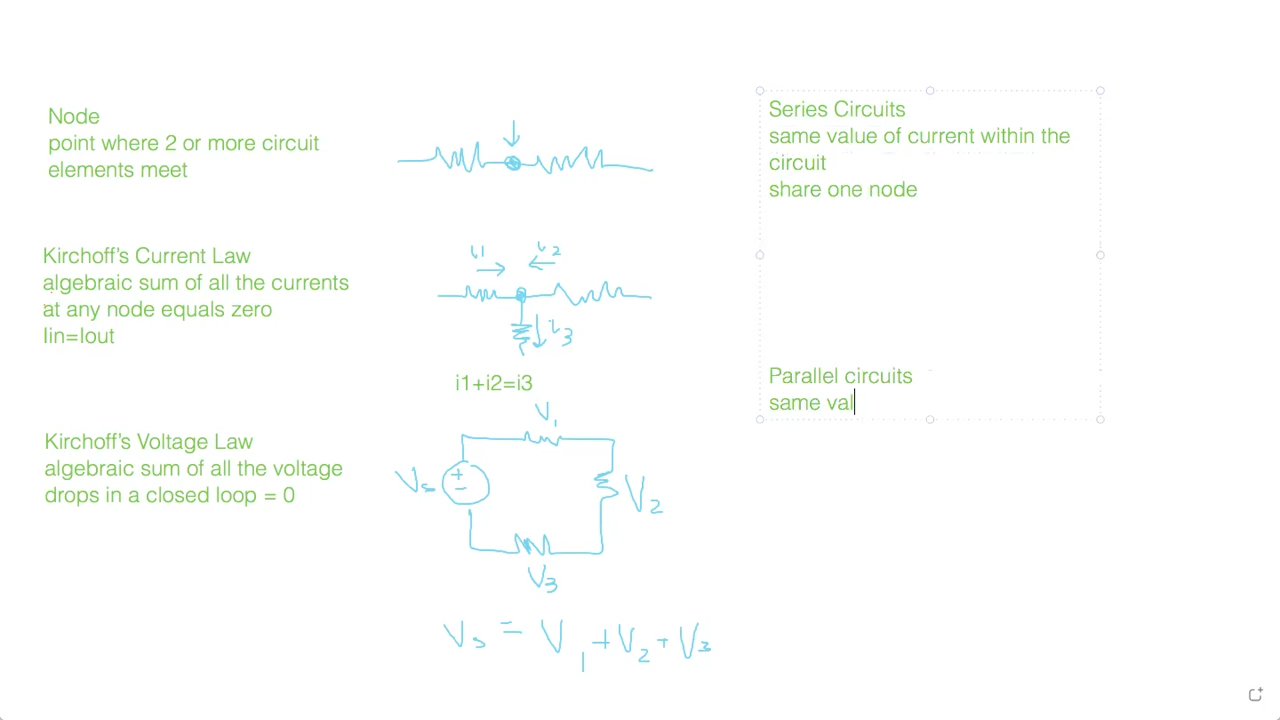 Node
point where 2 or more circuit
elements meet
Kirchoff's Current Law
algebraic sum of all the currents
at any node equals zero
Iin=Iout
i1
i2
i3
i1+i2=i3
Kirchoff's Voltage Law
algebraic sum of all the voltage
drops in a closed loop = 0
V1
Vs
+
-
V2
V3
Vs = V1 + V2 + V3
Series Circuits
same value of current within the
circuit
share one node
Parallel circuits
same val